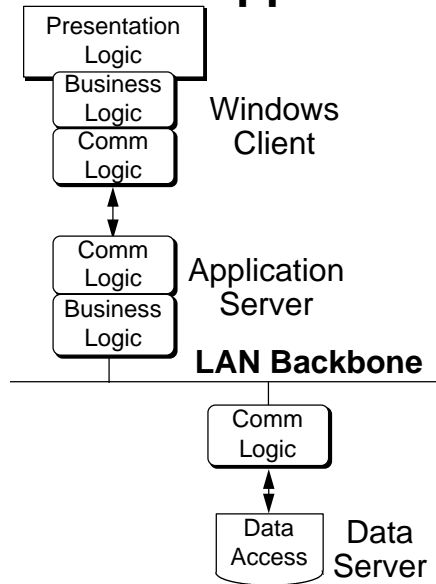 Presentation
Logic
Business
Logic
Comm
Logic
Windows
Client
Comm
Logic
Business
Logic
Application
Server
LAN Backbone
Comm
Logic
Data
Access
Data
Server